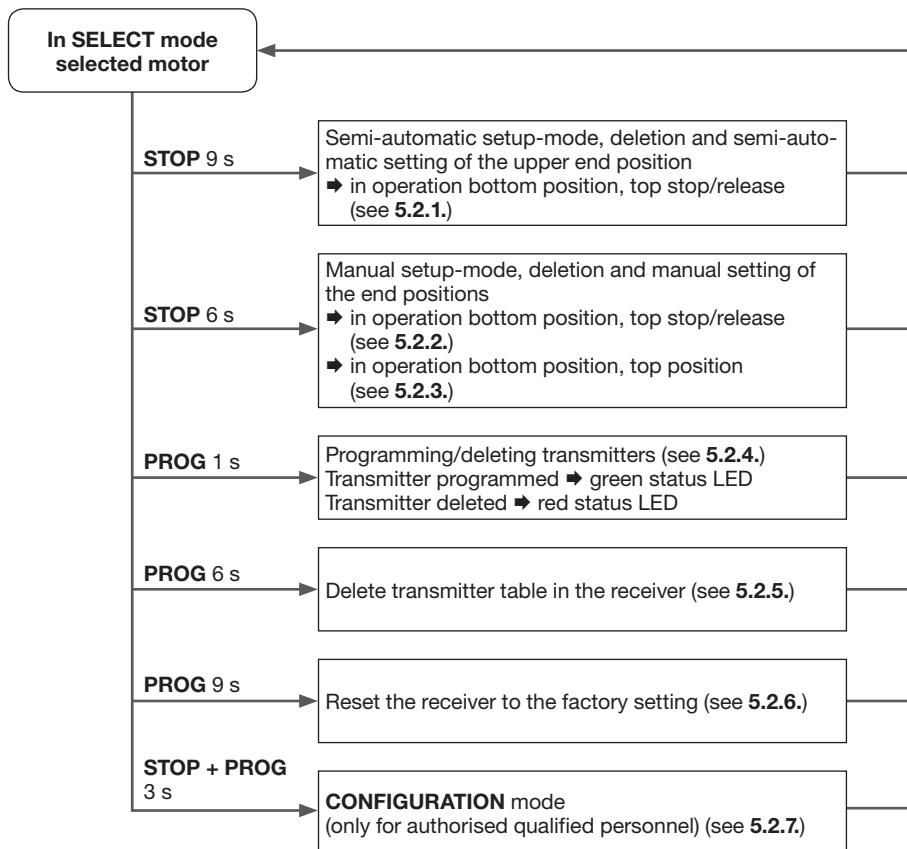 In SELECT mode
selected motor
STOP 9 s
Semi-automatic setup-mode, deletion and semi-auto-
matic setting of the upper end position
➡ in operation bottom position, top stop/release
(see 5.2.1.)
STOP 6 s
Manual setup-mode, deletion and manual setting of
the end positions
➡ in operation bottom position, top stop/release
(see 5.2.2.)
➡ in operation bottom position, top position
(see 5.2.3.)
PROG 1 s
Programming/deleting transmitters (see 5.2.4.)
Transmitter programmed ➡ green status LED
Transmitter deleted ➡ red status LED
PROG 6 s
Delete transmitter table in the receiver (see 5.2.5.)
PROG 9 s
Reset the receiver to the factory setting (see 5.2.6.)
STOP + PROG
3 s
CONFIGURATION mode
(only for authorised qualified personnel) (see 5.2.7.)